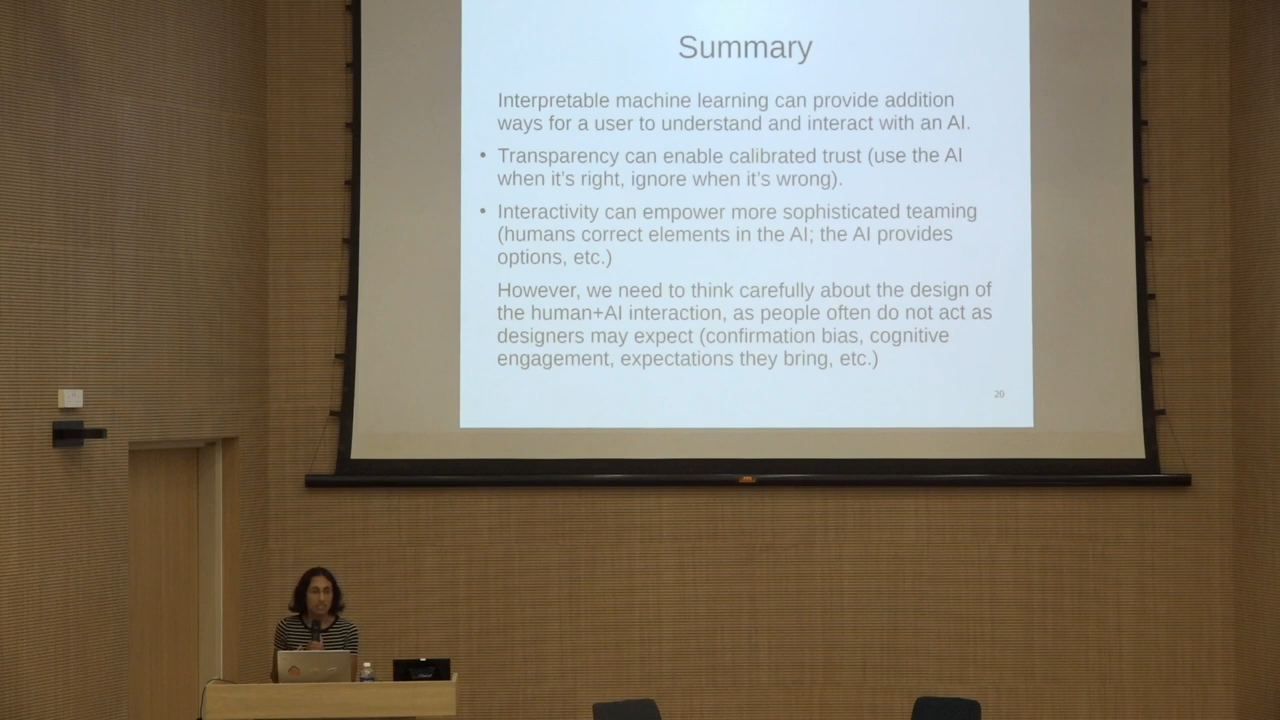 Summary
Interpretable machine learning can provide addition
ways for a user to understand and interact with an AI.
• Transparency can enable calibrated trust (use the AI
when it's right, ignore when it's wrong).
• Interactivity can empower more sophisticated teaming
(humans correct elements in the AI; the AI provides
options, etc.)
However, we need to think carefully about the design of
the human+AI interaction, as people often do not act as
designers may expect (confirmation bias, cognitive
engagement, expectations they bring, etc.)
20